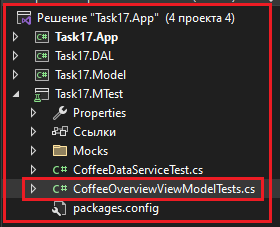 Решение "Task17.App" (4 проекта 4)
Task17.App
Task17.DAL
Task17.Model
Task17.MTest
Properties
Ссылки
Mocks
CoffeeDataServiceTest.cs
CoffeeOverviewViewModelTests.cs
packages.config